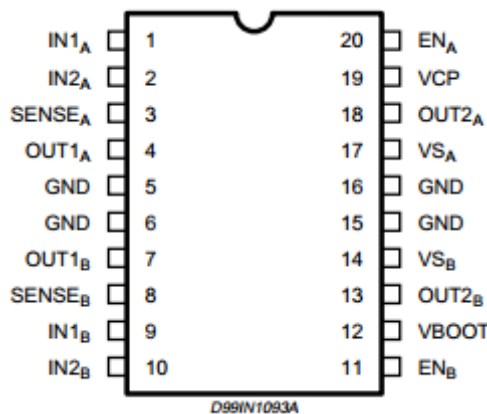 IN1A 1 20 ENA
IN2A 2 19 VCP
SENSEA 3 18 OUT2A
OUT1A 4 17 VSA
GND 5 16 GND
GND 6 15 GND
OUT1B 7 14 VSB
SENSEB 8 13 OUT2B
IN1B 9 12 VBOOT
IN2B 10 11 ENB
D99IN1093A